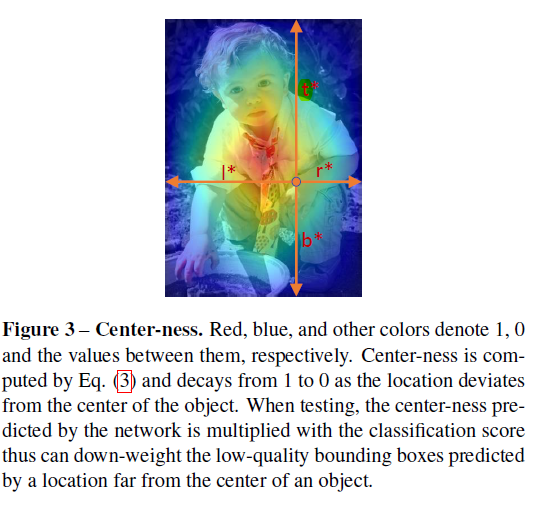 t*
l* r*
b*
Figure 3 – Center-ness. Red, blue, and other colors denote 1, 0
and the values between them, respectively. Center-ness is com-
puted by Eq. (3) and decays from 1 to 0 as the location deviates
from the center of the object. When testing, the center-ness pre-
dicted by the network is multiplied with the classification score
thus can down-weight the low-quality bounding boxes predicted
by a location far from the center of an object.